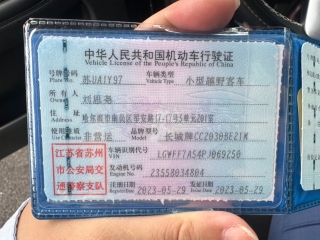 中华人民共和国机动车行驶证
Vehicle License of the People's Republic of China
号牌号码 苏UA1Y97 车辆类型 小型越野客车
Plate No. Vehicle Type
所有人 刘恩尧
Owner
住址
Address
使用性质 非营运 品牌型号 长城牌CC2030BE21K
Use Character Model
江苏省苏州
市公安局交
通警察支队
车辆识别代号 LGWFF7A54PJ069250
VIN
发动机号码 23558034804
Engine No.
注册日期 2023-05-29 发证日期 2023-05-29
Register Date Issue Date